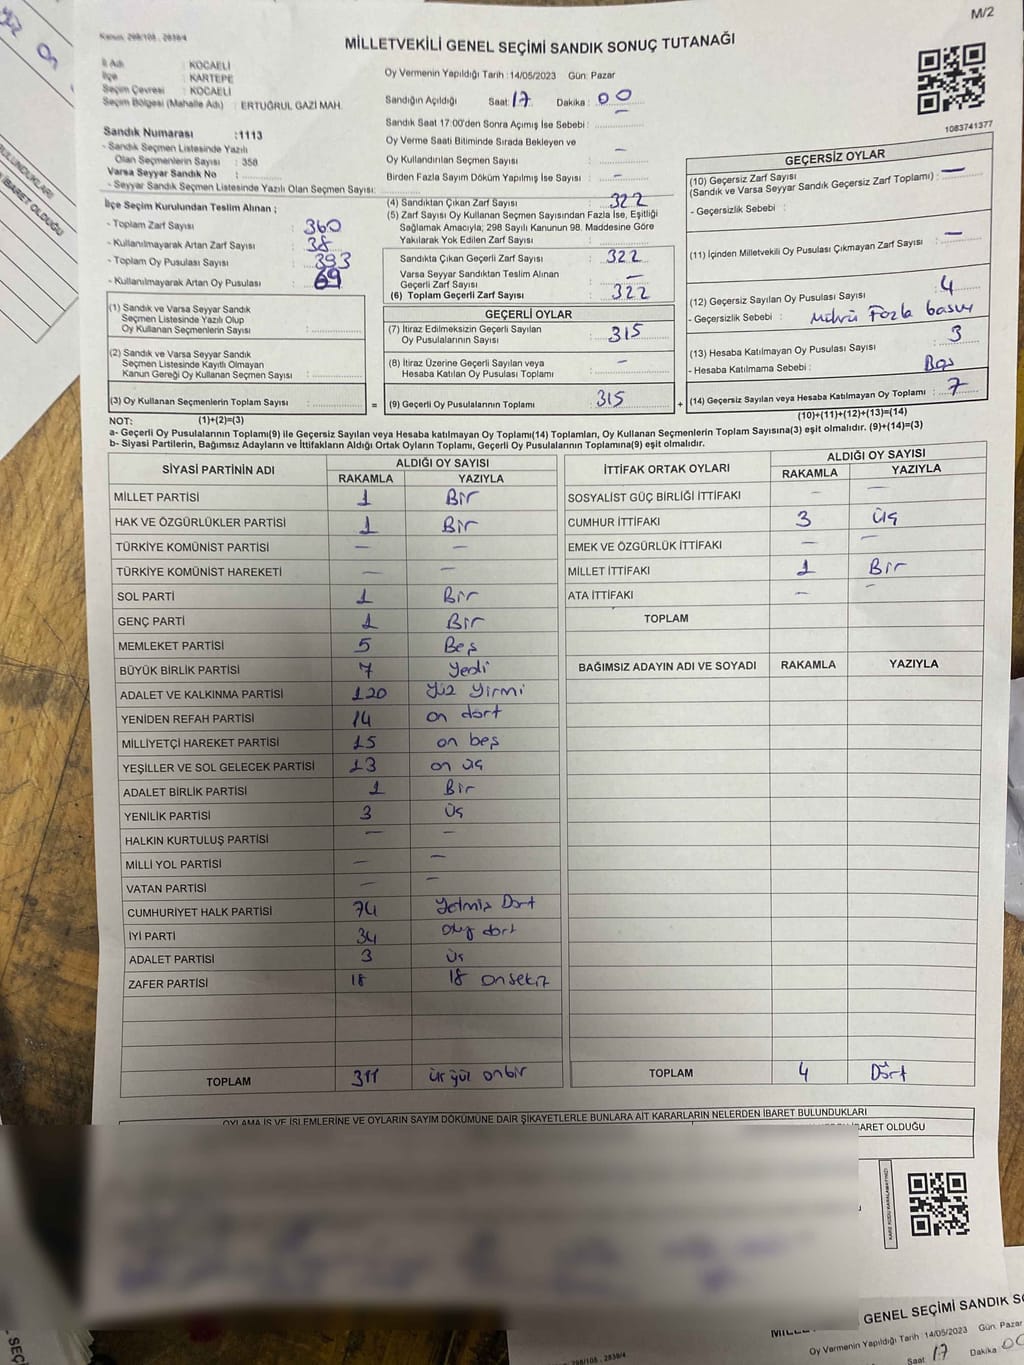 M/2
Kanun: 298/105 , 2839/4
MİLLETVEKİLİ GENEL SEÇİMİ SANDIK SONUÇ TUTANAĞI
İl Adı : KOCAELİ
İlçe : KARTEPE
Seçim Çevresi : KOCAELİ
Seçim Bölgesi (Mahalle Adı) : ERTUĞRUL GAZİ MAH.
Sandık Numarası :1113
- Sandık Seçmen Listesinde Yazılı
Olan Seçmenlerin Sayısı : 358
Varsa Seyyar Sandık No :
- Seyyar Sandık Seçmen Listesinde Yazılı Olan Seçmen Sayısı:
İlçe Seçim Kurulundan Teslim Alınan ;
- Toplam Zarf Sayısı : 360
- Kullanılmayarak Artan Zarf Sayısı : 38
- Toplam Oy Pusulası Sayısı : 393
- Kullanılmayarak Artan Oy Pusulası : 69
(1) Sandık ve Varsa Seyyar Sandık
Seçmen Listesinde Yazılı Olup
Oy Kullanan Seçmenlerin Sayısı :
(2) Sandık ve Varsa Seyyar Sandık
Seçmen Listesinde Kayıtlı Olmayan
Kanun Gereği Oy Kullanan Seçmen Sayısı :
(3) Oy Kullanan Seçmenlerin Toplam Sayısı : =
Oy Vermenin Yapıldığı Tarih :14/05/2023 Gün: Pazar
Sandığın Açıldığı Saat: 17 Dakika : 00
Sandık Saat 17:00'den Sonra Açımış İse Sebebi : –
Oy Verme Saati Bitiminde Sırada Bekleyen ve
Oy Kullandırılan Seçmen Sayısı : –
Birden Fazla Sayım Döküm Yapılmış İse Sayısı : –
(4) Sandıktan Çıkan Zarf Sayısı : 322
(5) Zarf Sayısı Oy Kullanan Seçmen Sayısından Fazla İse, Eşitliği
Sağlamak Amacıyla; 298 Sayılı Kanunun 98. Maddesine Göre
Yakılarak Yok Edilen Zarf Sayısı :
Sandıkta Çıkan Geçerli Zarf Sayısı : 322
Varsa Seyyar Sandıktan Teslim Alınan
Geçerli Zarf Sayısı : –
(6) Toplam Geçerli Zarf Sayısı : 322
GEÇERLİ OYLAR
(7) İtiraz Edilmeksizin Geçerli Sayılan
Oy Pusulalarının Sayısı : 315
(8) İtiraz Üzerine Geçerli Sayılan veya
Hesaba Katılan Oy Pusulası Toplamı : –
(9) Geçerli Oy Pusulalarının Toplamı : 315 +
1083741377
GEÇERSİZ OYLAR
(10) Geçersiz Zarf Sayısı
(Sandık ve Varsa Seyyar Sandık Geçersiz Zarf Toplamı) : –
- Geçersizlik Sebebi :
(11) İçinden Milletvekili Oy Pusulası Çıkmayan Zarf Sayısı : –
(12) Geçersiz Sayılan Oy Pusulası Sayısı : 4
- Geçersizlik Sebebi : Mührü Fazla basmış
(13) Hesaba Katılmayan Oy Pusulası Sayısı : 3
- Hesaba Katılmama Sebebi : Boş
(14) Geçersiz Sayılan veya Hesaba Katılmayan Oy Toplamı : 7
NOT: (1)+(2)=(3) (10)+(11)+(12)+(13)=(14)
a- Geçerli Oy Pusulalarının Toplamı(9) ile Geçersiz Sayılan veya Hesaba katılmayan Oy Toplamı(14) Toplamları, Oy Kullanan Seçmenlerin Toplam Sayısına(3) eşit olmalıdır. (9)+(14)=(3)
b- Siyasi Partilerin, Bağımsız Adayların ve İttifakların Aldığı Ortak Oyların Toplamı, Geçerli Oy Pusulalarının Toplamına(9) eşit olmalıdır.
SİYASİ PARTİNİN ADI ALDIĞI OY SAYISI
RAKAMLA YAZIYLA
MİLLET PARTİSİ 1 Bir
HAK VE ÖZGÜRLÜKLER PARTİSİ 1 Bir
TÜRKİYE KOMÜNİST PARTİSİ – –
TÜRKİYE KOMÜNİST HAREKETİ – –
SOL PARTİ 1 Bir
GENÇ PARTİ 1 Bir
MEMLEKET PARTİSİ 5 Beş
BÜYÜK BİRLİK PARTİSİ 7 Yedi
ADALET VE KALKINMA PARTİSİ 120 Yüz Yirmi
YENİDEN REFAH PARTİSİ 14 on dört
MİLLİYETÇİ HAREKET PARTİSİ 15 on beş
YEŞİLLER VE SOL GELECEK PARTİSİ 13 on üç
ADALET BİRLİK PARTİSİ 1 Bir
YENİLİK PARTİSİ 3 Üç
HALKIN KURTULUŞ PARTİSİ – –
MİLLİ YOL PARTİSİ – –
VATAN PARTİSİ – –
CUMHURİYET HALK PARTİSİ 74 Yetmiş Dört
İYİ PARTİ 34 Otuz dört
ADALET PARTİSİ 3 Üç
ZAFER PARTİSİ 18 18 onsekiz
TOPLAM 311 üç yüz onbir
İTTİFAK ORTAK OYLARI ALDIĞI OY SAYISI
RAKAMLA YAZIYLA
SOSYALİST GÜÇ BİRLİĞİ İTTİFAKI – –
CUMHUR İTTİFAKI 3 üç
EMEK VE ÖZGÜRLÜK İTTİFAKI – –
MİLLET İTTİFAKI 1 Bir
ATA İTTİFAKI – –
TOPLAM
BAĞIMSIZ ADAYIN ADI VE SOYADI RAKAMLA YAZIYLA
TOPLAM 4 Dört
OYLAMA İŞ VE İŞLEMLERİNE VE OYLARIN SAYIM DÖKÜMÜNE DAİR ŞİKAYETLERLE BUNLARA AİT KARARLARIN NELERDEN İBARET BULUNDUKLARI
İBARET OLDUĞU
KARE KODU KARALAMAYINIZ!
GENEL SEÇİMİ SANDIK
Oy Vermenin Yapıldığı Tarih :14/05/2023 Gün: Pazar
298/105 , 2839/4
Saat: 17 Dakika
BULUNDUKLARI
İBARET OLDUĞU